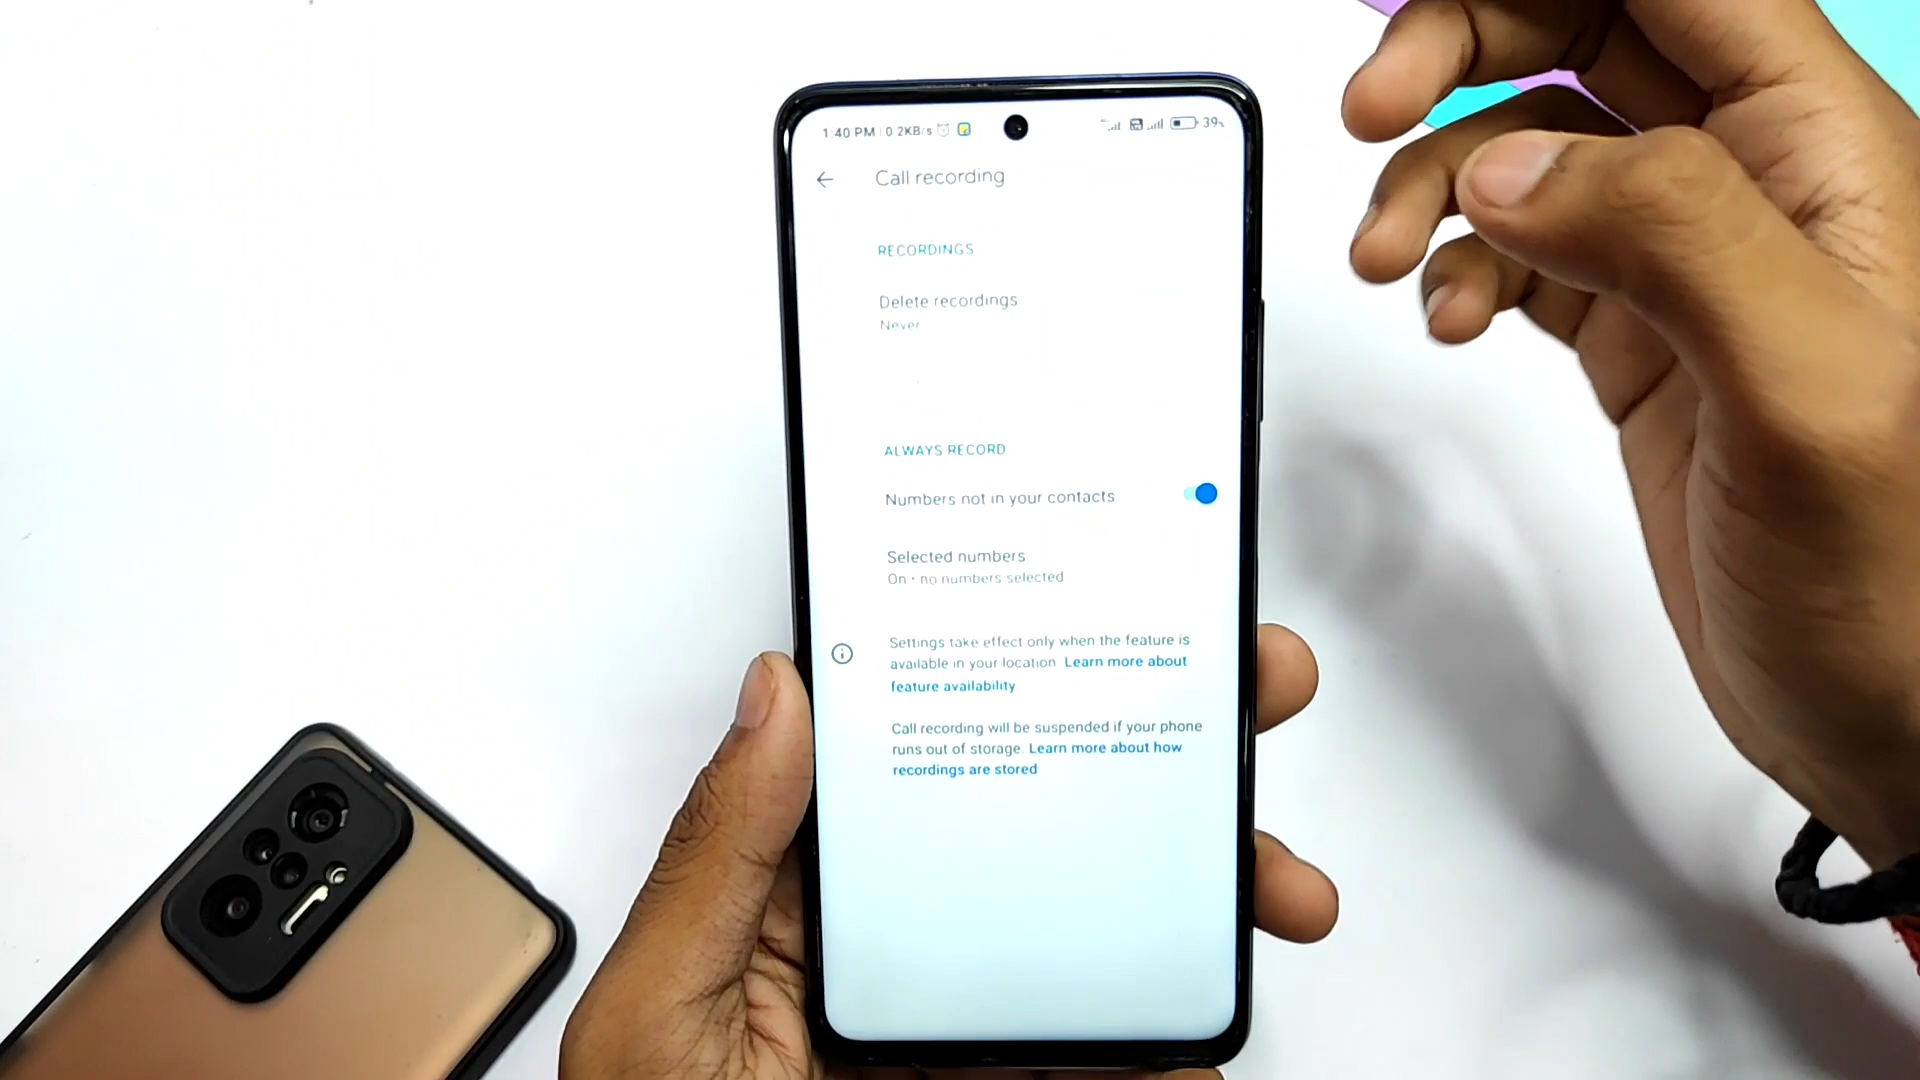 1:40 PM | 0.2KB/s
39%
Call recording
RECORDINGS
Delete recordings
Never
ALWAYS RECORD
Numbers not in your contacts
Selected numbers
On • no numbers selected
Settings take effect only when the feature is
available in your location. Learn more about
feature availability
Call recording will be suspended if your phone
runs out of storage. Learn more about how
recordings are stored